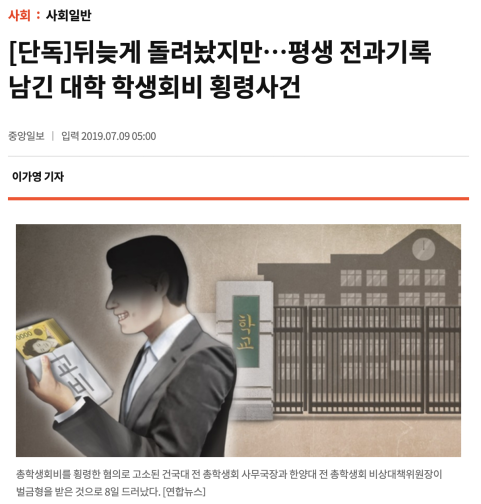 사회 : 사회일반
[단독]뒤늦게 돌려놨지만…평생 전과기록
남긴 대학 학생회비 횡령사건
중앙일보 | 입력 2019.07.09 05:00
이가영 기자
학교
총학생회비를 횡령한 혐의로 고소된 건국대 전 총학생회 사무국장과 한양대 전 총학생회 비상대책위원장이
벌금형을 받은 것으로 8일 드러났다. [연합뉴스]